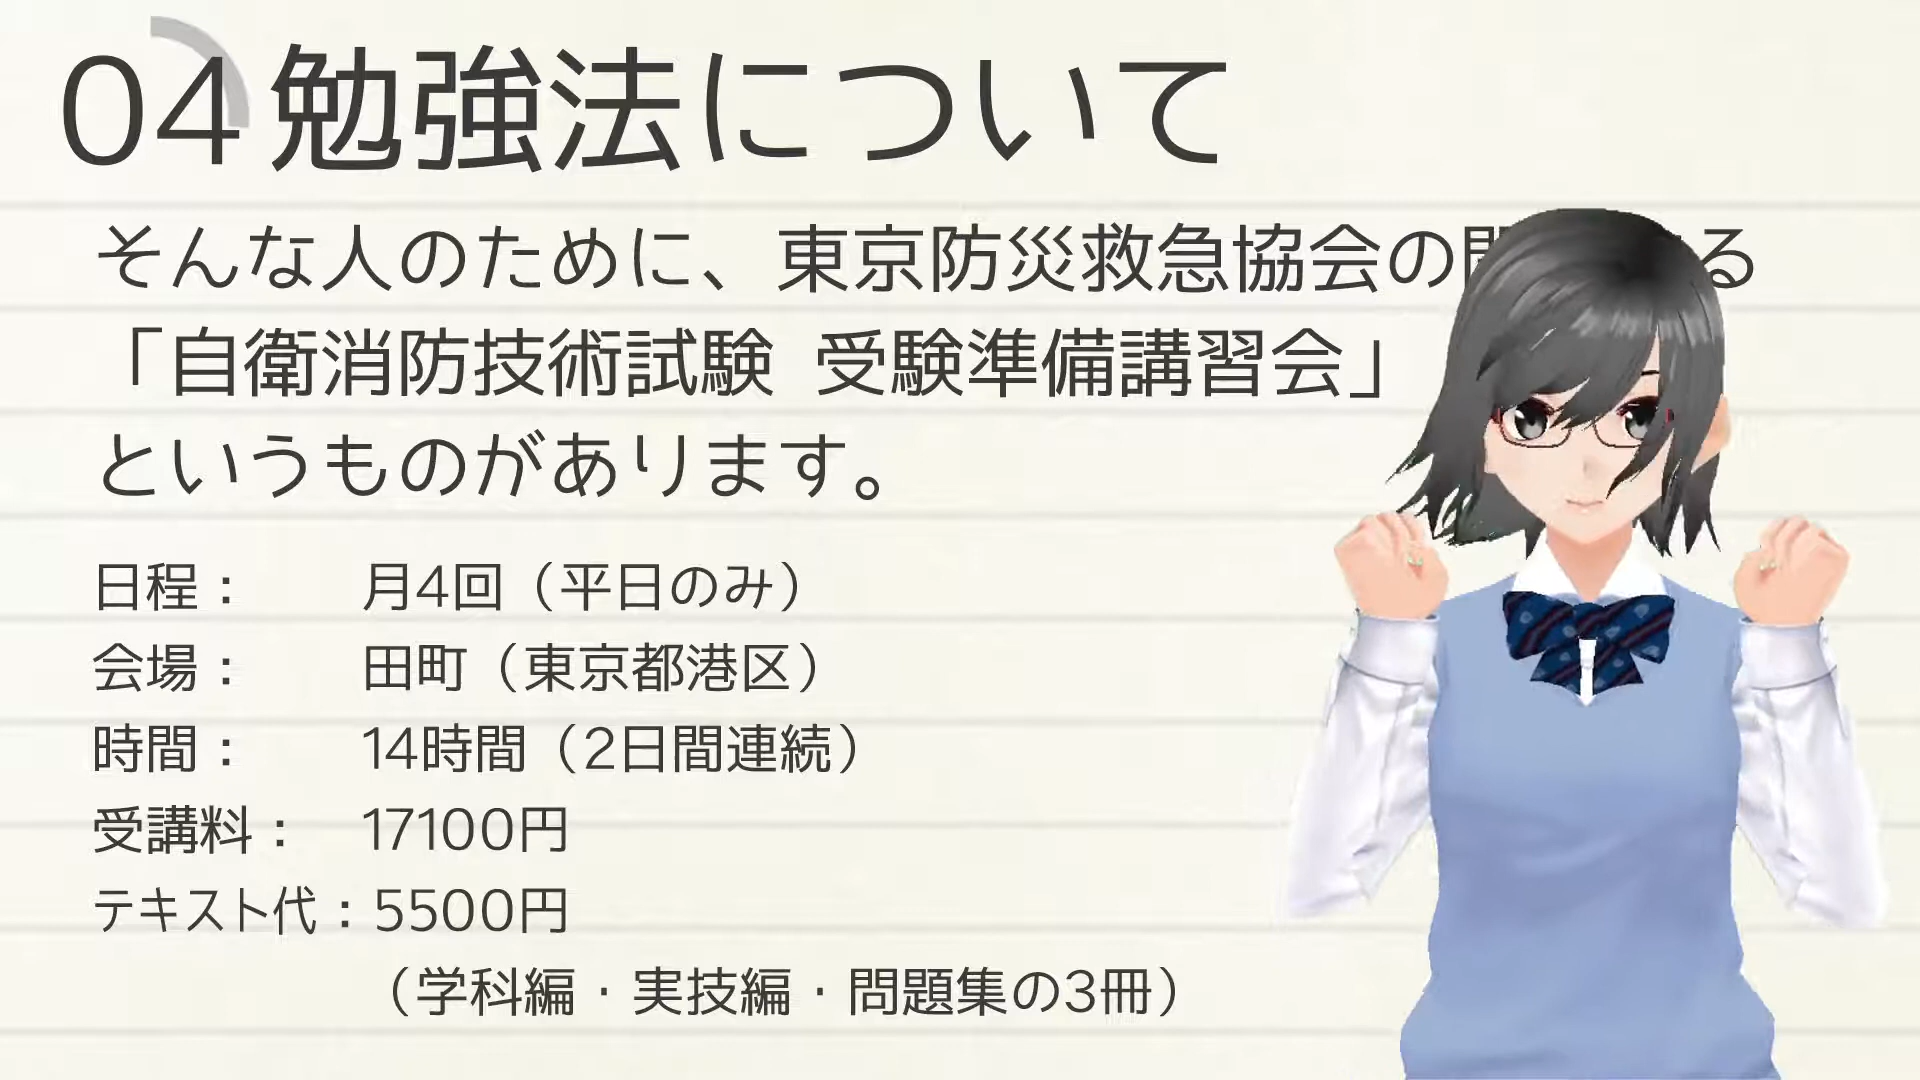 04 勉強法について
そんな人のために、東京防災救急協会の る
「自衛消防技術試験 受験準備講習会」
というものがあります。
日程： 月4回（平日のみ）
会場： 田町（東京都港区）
時間： 14時間（2日間連続）
受講料： 17100円
テキスト代：5500円
（学科編・実技編・問題集の3冊）